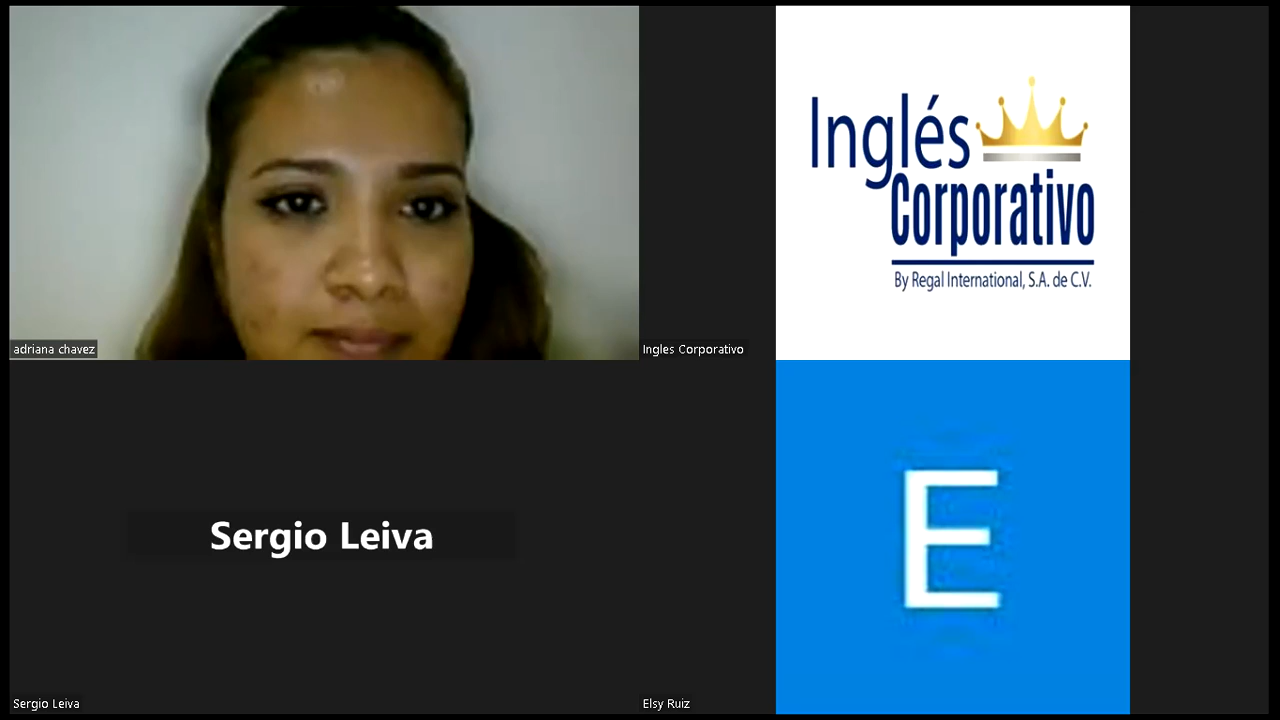 Inglés
Corporativo
By Regal International, S.A. de C.V.
adriana chavez
Ingles Corporativo
Sergio Leiva
E
Sergio Leiva
Elsy Ruiz